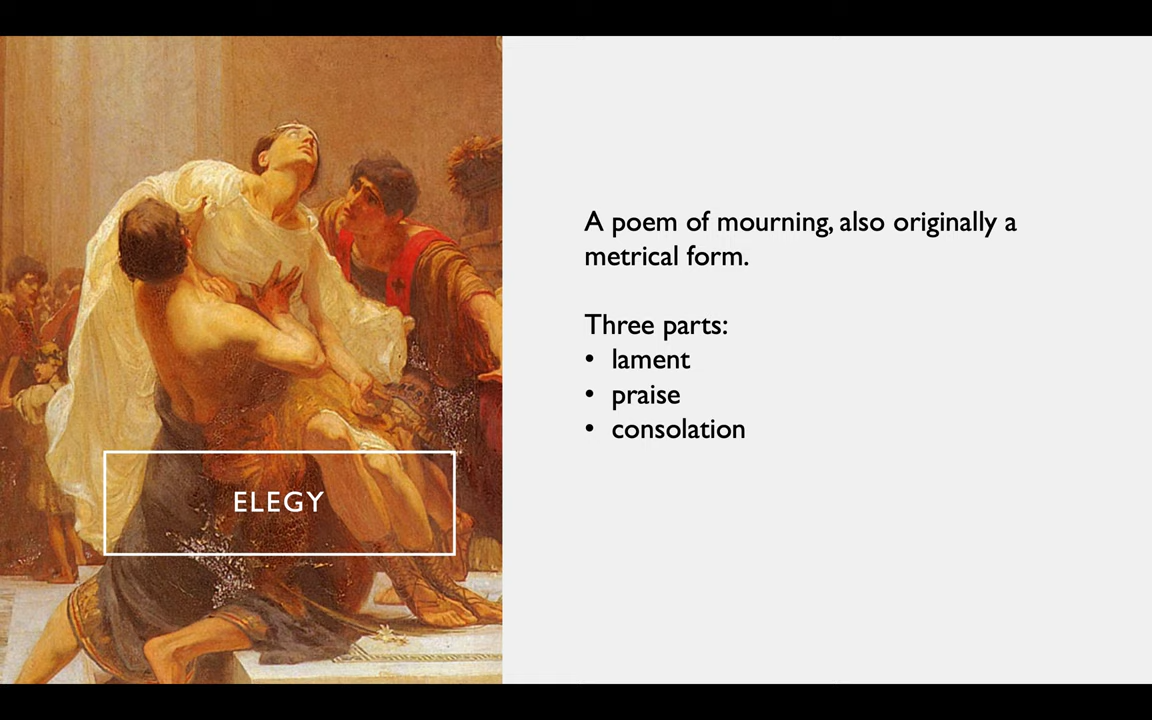 ELEGY
A poem of mourning, also originally a
metrical form.
Three parts:
• lament
• praise
• consolation